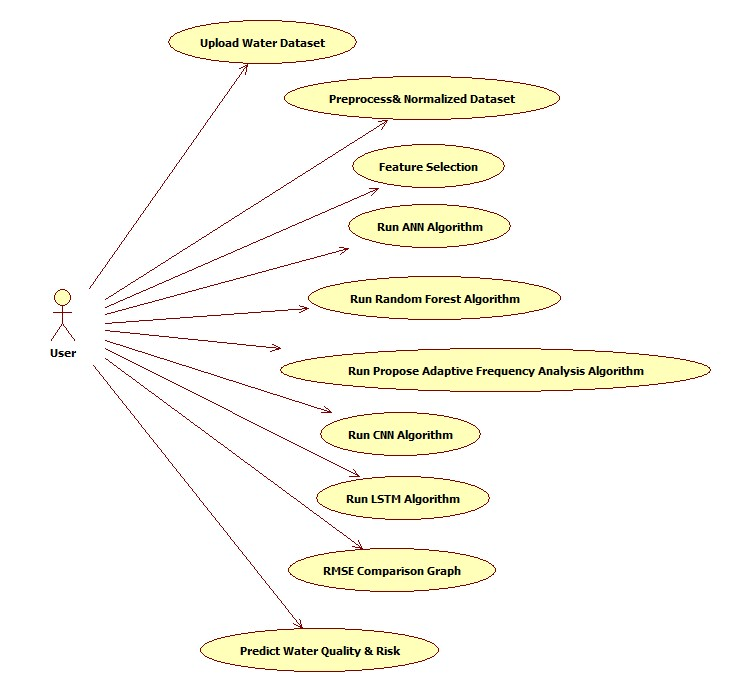 Upload Water Dataset
Preprocess& Normalized Dataset
Feature Selection
Run ANN Algorithm
Run Random Forest Algorithm
User
Run Propose Adaptive Frequency Analysis Algorithm
Run CNN Algorithm
Run LSTM Algorithm
RMSE Comparison Graph
Predict Water Quality & Risk